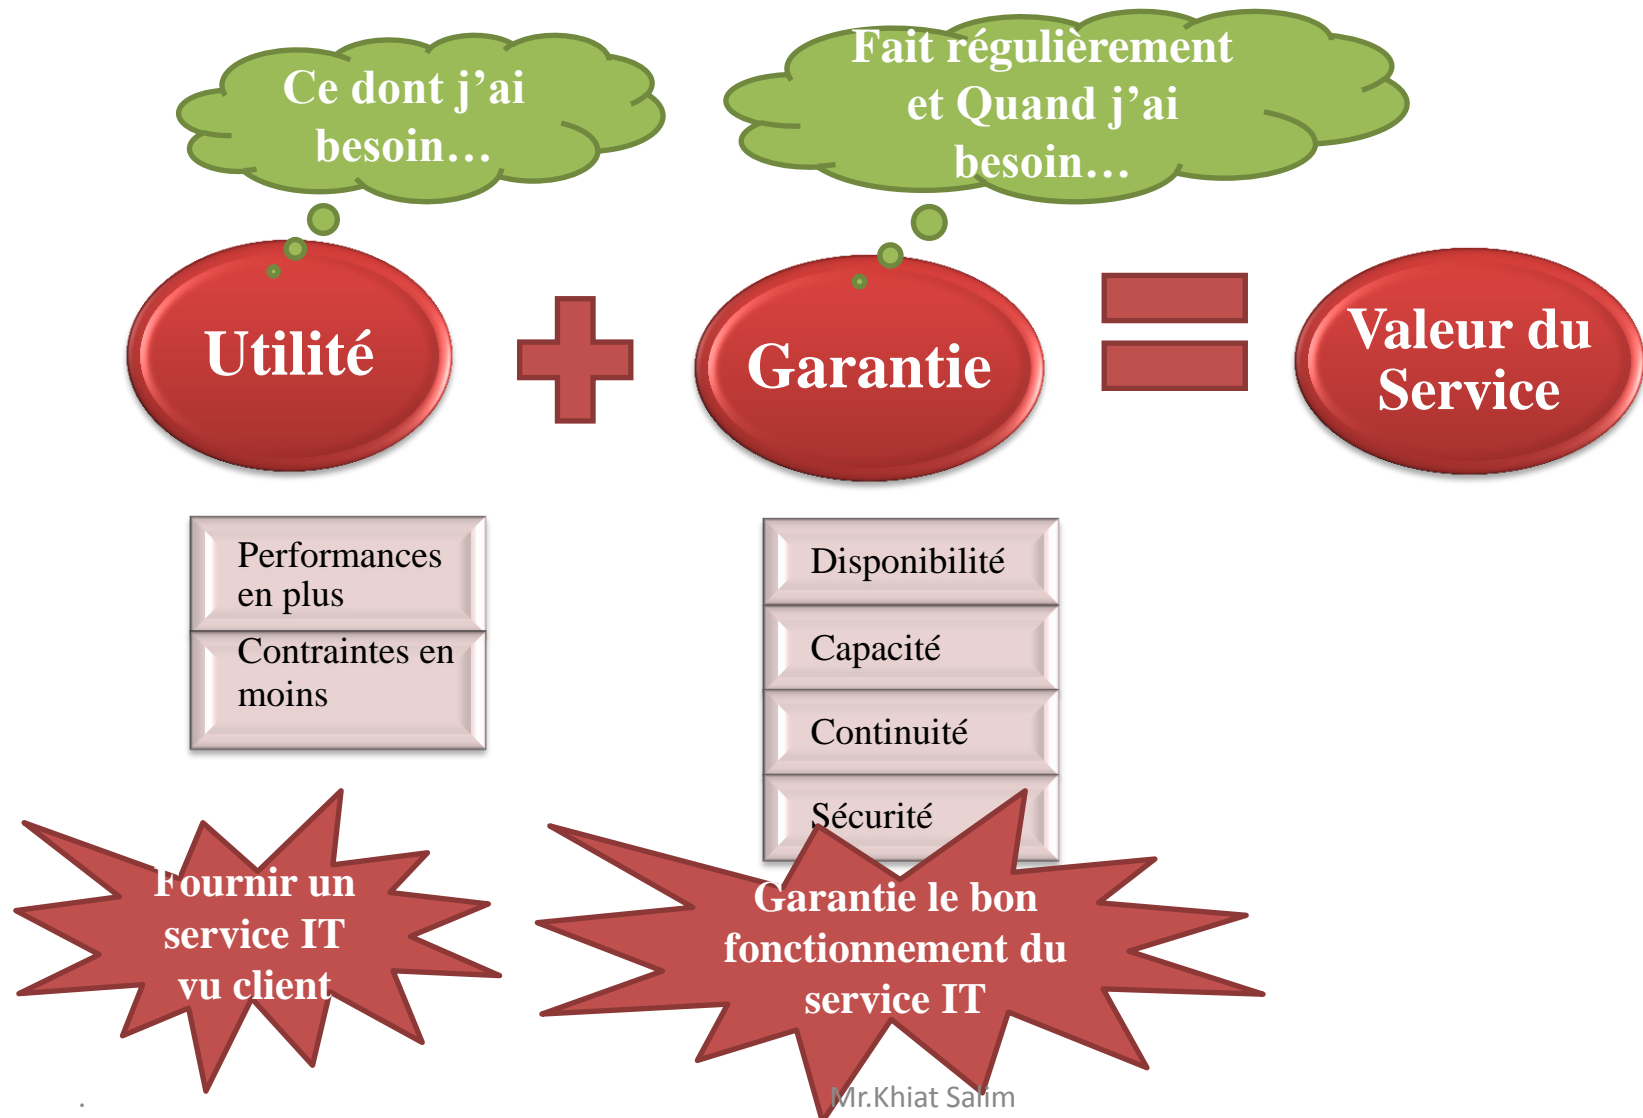 Ce dont j’ai
besoin…
Fait régulièrement
et Quand j’ai
besoin…
Utilité
Garantie
Valeur du
Service
Performances
en plus
Contraintes en
moins
Disponibilité
Capacité
Continuité
Sécurité
Fournir un
service IT
vu client
Garantie le bon
fonctionnement du
service IT
.
Mr.Khiat Salim